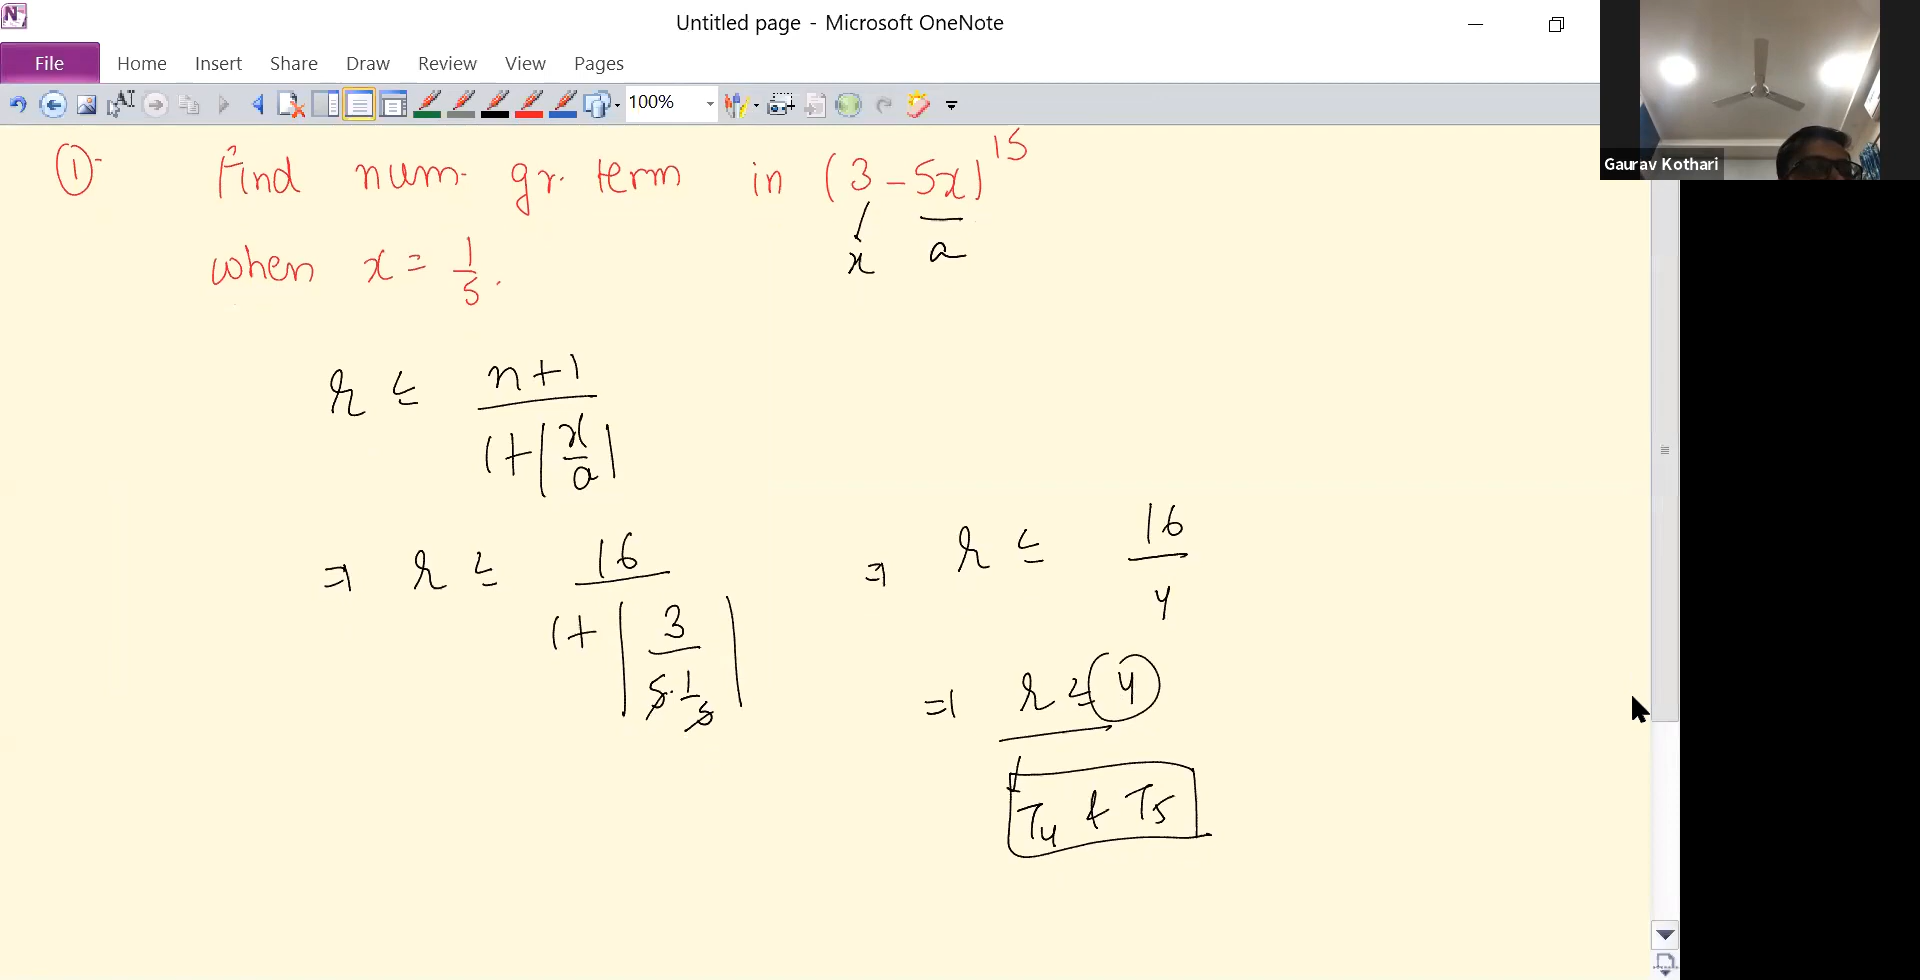 Untitled page - Microsoft OneNote
File Home Insert Share Draw Review View Pages
100%
Gaurav Kothari
① Find num. gr. term in (3 - 5x)^15
x a
when x = 1/5.
r ≤ (n+1)/(1+|x/a|)
⇒ r ≤ 16/(1+|3/(5·1/5)|)
⇒ r ≤ 16/4
⇒ r ≤ 4
T4 & T5